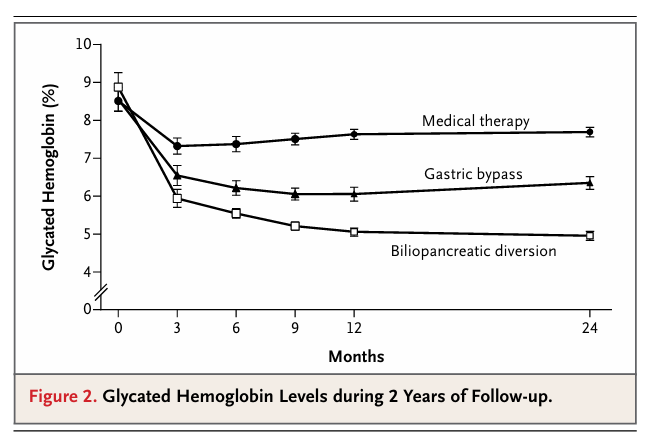 10
9
8
7
6
5
4
0
Glycated Hemoglobin (%)
Medical therapy
Gastric bypass
Biliopancreatic diversion
0 3 6 9 12 24
Months
Figure 2. Glycated Hemoglobin Levels during 2 Years of Follow-up.